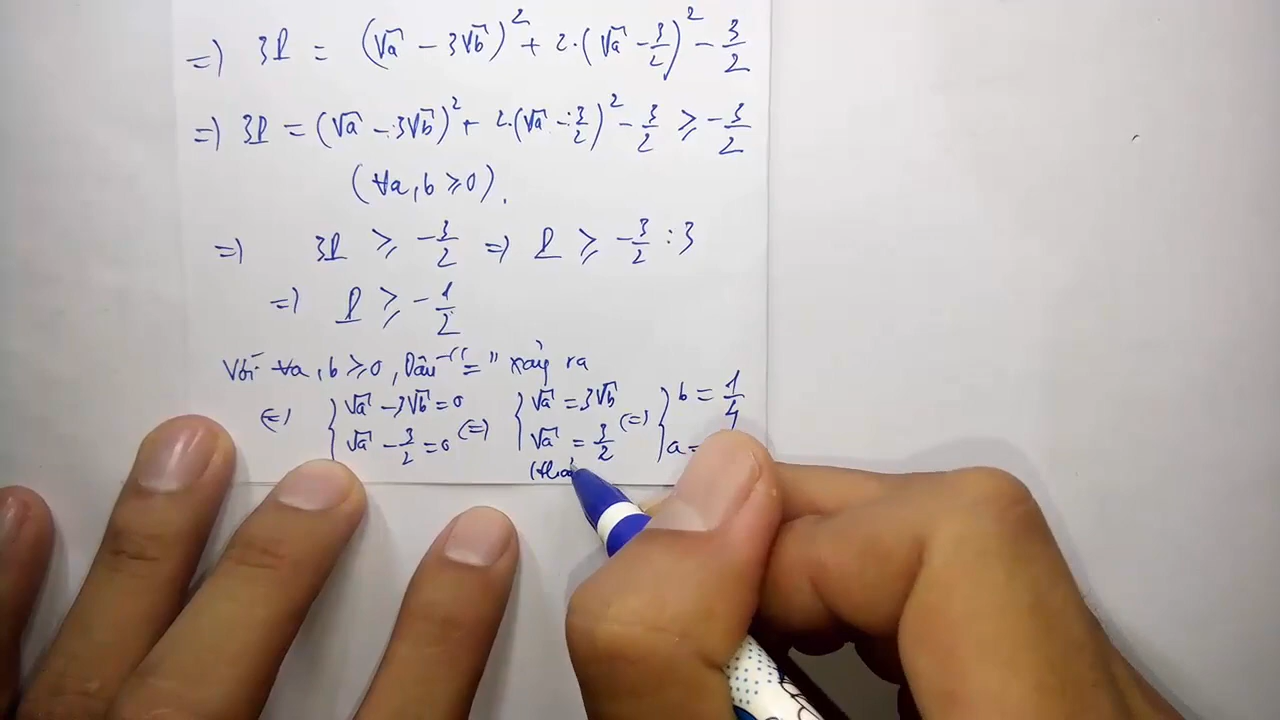 =) 3P = (√a - 3√b)² + 2·(√a - 3/2)² - 3/2
=) 3P = (√a - 3√b)² + 2·(√a - 3/2)² - 3/2 ≥ -3/2
(∀a, b ≥ 0).
=) 3P ≥ -3/2 =) P ≥ -3/2 : 3
=) P ≥ -1/2
Với ∀a, b ≥ 0, Dấu "=" xảy ra
(=) { √a - 3√b = 0 (=) { √a = 3√b (=) { b = 1/4
√a - 3/2 = 0 √a = 3/2 a =